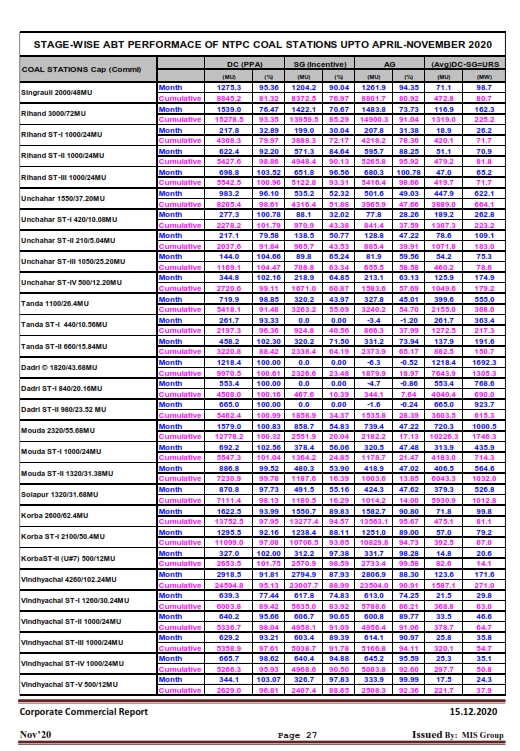 STAGE-WISE ABT PERFORMACE OF NTPC COAL STATIONS UPTO APRIL-NOVEMBER 2020
COAL STATIONS Cap (Comml) DC (PPA) SG (Incentive) AG (Avg)DC-SG=URS
(MU) (%) (MU) (%) (MU) (%) (MU) (MW)
Singrauli 2000/48MU
Month 1275.3 95.36 1204.2 90.04 1261.9 94.35 71.1 98.7
Cumulative 8845.2 81.32 8372.5 76.97 8801.7 80.92 472.8 80.7
Rihand 3000/72MU
Month 1539.0 76.47 1422.1 70.67 1483.8 73.73 116.9 162.3
Cumulative 15278.5 93.35 13959.5 85.29 14900.3 91.04 1319.0 225.2
Rihand ST-I 1000/24MU
Month 217.8 32.89 199.0 30.04 207.8 31.38 18.9 26.2
Cumulative 4308.3 79.97 3888.3 72.17 4218.2 78.30 420.1 71.7
Rihand ST-II 1000/24MU
Month 622.4 92.20 571.3 84.64 595.7 88.25 51.1 70.9
Cumulative 5427.6 98.86 4948.4 90.13 5265.8 95.92 479.2 81.8
Rihand ST-III 1000/24MU
Month 698.8 103.52 651.8 96.56 680.3 100.78 47.0 65.2
Cumulative 5542.5 100.96 5122.8 93.31 5416.4 98.66 419.7 71.7
Unchahar 1550/37.20MU
Month 983.2 96.10 535.2 52.32 501.6 49.03 447.9 622.1
Cumulative 8205.4 98.61 4316.4 51.88 3965.9 47.66 3889.0 664.1
Unchahar ST-I 420/10.08MU
Month 277.3 100.78 88.1 32.02 77.8 28.26 189.2 262.8
Cumulative 2278.2 101.79 970.9 43.38 841.4 37.59 1307.3 223.2
Unchahar ST-II 210/5.04MU
Month 217.1 79.58 138.5 50.77 128.8 47.22 78.6 109.1
Cumulative 2037.6 91.84 965.7 43.53 885.4 39.91 1071.8 183.0
Unchahar ST-III 1050/25.20MU
Month 144.0 104.66 89.8 65.24 81.9 59.56 54.2 75.3
Cumulative 1169.1 104.47 708.8 63.34 655.5 58.58 460.2 78.6
Unchahar ST-IV 500/12.20MU
Month 344.8 102.16 218.9 64.85 213.1 63.13 125.9 174.9
Cumulative 2720.6 99.11 1671.0 60.87 1583.6 57.69 1049.6 179.2
Tanda 1100/26.4MU
Month 719.9 98.85 320.2 43.97 327.8 45.01 399.6 555.0
Cumulative 5418.1 91.48 3263.2 55.09 3240.2 54.70 2155.0 368.0
Tanda ST-I 440/10.56MU
Month 261.7 93.33 0.0 0.00 -3.4 -1.20 261.7 363.4
Cumulative 2197.3 96.36 924.8 40.56 866.3 37.99 1272.5 217.3
Tanda ST-II 660/15.84MU
Month 458.2 102.30 320.2 71.50 331.2 73.94 137.9 191.6
Cumulative 3220.8 88.42 2338.4 64.19 2373.9 65.17 882.5 150.7
Dadri © 1820/43.68MU
Month 1218.4 100.00 0.0 0.00 -6.3 -0.52 1218.4 1692.3
Cumulative 9970.5 100.61 2326.6 23.48 1879.9 18.97 7643.9 1305.3
Dadri ST-I 840/20.16MU
Month 553.4 100.00 0.0 0.00 -4.7 -0.86 553.4 768.6
Cumulative 4508.0 100.16 467.6 10.39 344.1 7.64 4040.4 690.0
Dadri ST-II 980/23.52 MU
Month 665.0 100.00 0.0 0.00 -1.6 -0.24 665.0 923.7
Cumulative 5462.4 100.99 1858.9 34.37 1535.8 28.39 3603.5 615.3
Mouda 2320/55.68MU
Month 1579.0 100.83 858.7 54.83 739.4 47.22 720.3 1000.5
Cumulative 12778.2 100.32 2551.9 20.04 2182.2 17.13 10226.3 1746.3
Mouda ST-I 1000/24MU
Month 692.2 102.56 378.4 56.06 320.5 47.48 313.9 435.9
Cumulative 5547.3 101.04 1364.2 24.85 1178.7 21.47 4183.0 714.3
Mouda ST-II 1320/31.38MU
Month 886.8 99.52 480.3 53.90 418.9 47.02 406.5 564.6
Cumulative 7230.9 99.78 1187.6 16.39 1003.6 13.85 6043.3 1032.0
Solapur 1320/31.68MU
Month 870.8 97.73 491.5 55.16 424.3 47.62 379.3 526.8
Cumulative 7111.4 98.13 1180.5 16.29 1014.2 14.00 5930.9 1012.8
Korba 2600/62.4MU
Month 1622.5 93.99 1550.7 89.83 1582.7 90.80 71.8 99.8
Cumulative 13752.5 97.95 13277.4 94.57 13563.1 95.67 475.1 81.1
Korba ST-I 2100/50.4MU
Month 1295.5 92.16 1238.4 88.11 1251.0 89.00 57.0 79.2
Cumulative 11099.0 97.08 10706.5 93.65 10829.8 94.73 392.5 67.0
KorbaST-II (U#7) 500/12MU
Month 327.0 102.00 312.2 97.38 331.7 98.28 14.8 20.6
Cumulative 2653.5 101.75 2570.9 98.59 2733.4 99.58 82.6 14.1
Vindhyachal 4260/102.24MU
Month 2918.5 91.81 2794.9 87.93 2806.9 88.30 123.6 171.6
Cumulative 24594.8 95.13 23007.7 88.99 23504.0 90.91 1587.1 271.0
Vindhyachal ST-I 1260/30.24MU
Month 639.3 77.44 617.8 74.83 613.0 74.25 21.5 29.8
Cumulative 6003.8 89.42 5635.0 83.92 5788.6 86.21 368.8 63.0
Vindhyachal ST-II 1000/24MU
Month 640.2 95.66 606.7 90.65 600.8 89.77 33.5 46.6
Cumulative 5336.7 98.04 4958.1 91.09 4956.4 91.06 378.7 64.7
Vindhyachal ST-III 1000/24MU
Month 629.2 93.21 603.4 89.39 614.1 90.97 25.8 35.8
Cumulative 5358.9 97.61 5038.7 91.78 5166.8 94.11 320.1 54.7
Vindhyachal ST-IV 1000/24MU
Month 665.7 98.62 640.4 94.88 645.2 95.59 25.3 35.1
Cumulative 5266.3 95.93 4968.6 90.50 5083.8 92.60 297.7 50.8
Vindhyachal ST-V 500/12MU
Month 344.1 103.07 326.7 97.83 333.9 99.99 17.5 24.3
Cumulative 2629.0 96.81 2407.4 88.65 2508.3 92.36 221.7 37.9
Corporate Commercial Report 15.12.2020
Nov'20 Page 27 Issued By: MIS Group